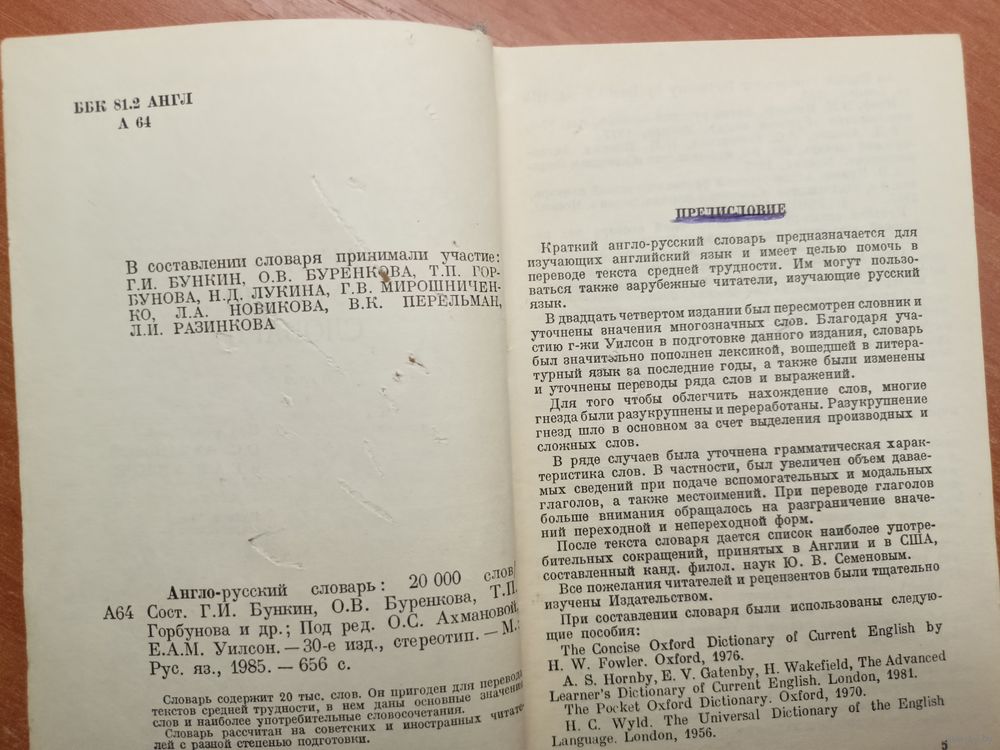 ББК 81.2 АНГЛ
А 64
В составлении словаря принимали участие:
Г.И. БУНКИН, О.В. БУРЕНКОВА, Т.П. ГОР-
БУНОВА, Н.Д. ЛУКИНА, Г.В. МИРОШНИЧЕН-
КО, Л.А. НОВИКОВА, В.К. ПЕРЕЛЬМАН,
Л.И. РАЗИНКОВА
Англо-русский словарь: 20 000 слов/
А64 Сост. Г.И. Бункин, О.В. Буренкова, Т.П.
Горбунова и др.; Под ред. О.С. Ахмановой,
Е.А.М. Уилсон. — 30-е изд., стереотип. — М.:
Рус. яз., 1985. — 656 с.
Словарь содержит 20 тыс. слов. Он пригоден для перевода
текстов средней трудности, в нем даны основные значения
слов и наиболее употребительные словосочетания.
Словарь рассчитан на советских и иностранных читате-
лей с разной степенью подготовки.
ПРЕДИСЛОВИЕ
Краткий англо-русский словарь предназначается для
изучающих английский язык и имеет целью помочь в
переводе текста средней трудности. Им могут пользо-
ваться также зарубежные читатели, изучающие русский
язык.
В двадцать четвертом издании был пересмотрен словник и
уточнены значения многозначных слов. Благодаря уча-
стию г-жи Уилсон в подготовке данного издания, словарь
был значительно пополнен лексикой, вошедшей в литера-
турный язык за последние годы, а также были изменены
и уточнены переводы ряда слов и выражений.
Для того чтобы облегчить нахождение слов, многие
гнезда были разукрупнены и переработаны. Разукрупнение
гнезд шло в основном за счет выделения производных и
сложных слов.
В ряде случаев была уточнена грамматическая харак-
теристика слов. В частности, был увеличен объем давае-
мых сведений при подаче вспомогательных и модальных
глаголов, а также местоимений. При переводе глаголов
больше внимания обращалось на разграничение значе-
ний переходной и непереходной форм.
После текста словаря дается список наиболее употре-
бительных сокращений, принятых в Англии и в США,
составленный канд. филол. наук Ю. В. Семеновым.
Все пожелания читателей и рецензентов были тщательно
изучены Издательством.
При составлении словаря были использованы следую-
щие пособия:
The Concise Oxford Dictionary of Current English by
H. W. Fowler. Oxford, 1976.
A. S. Hornby, E. V. Gatenby, H. Wakefield, The Advanced
Learner's Dictionary of Current English. London, 1981.
The Pocket Oxford Dictionary. Oxford, 1970.
H. C. Wyld. The Universal Dictionary of the English
Language. London, 1956.
5